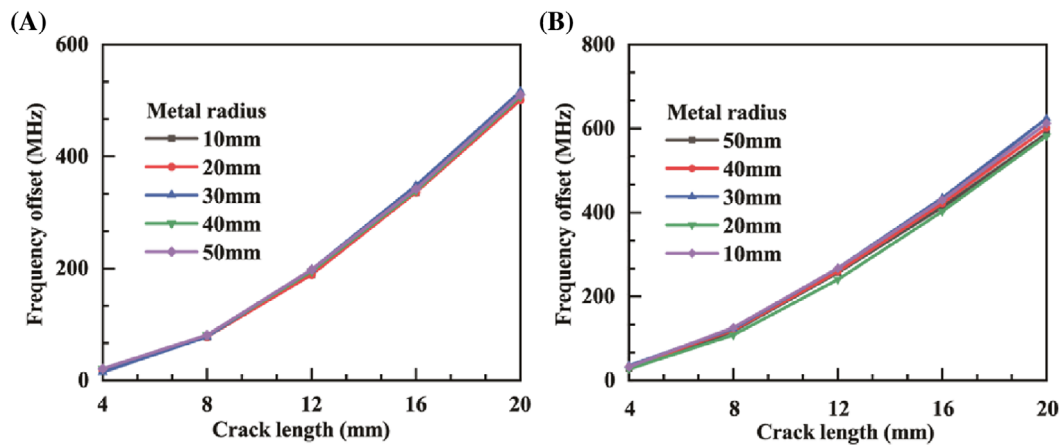 (A)
600
400
200
0
Frequency offset (MHz)
Metal radius
10mm
20mm
30mm
40mm
50mm
4 8 12 16 20
Crack length (mm)
(B)
800
600
400
200
0
Frequency offset (MHz)
Metal radius
50mm
40mm
30mm
20mm
10mm
4 8 12 16 20
Crack length (mm)